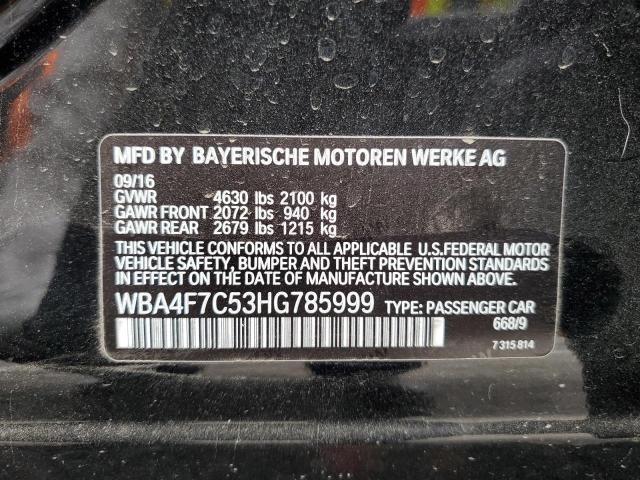 MFD BY BAYERISCHE MOTOREN WERKE AG
09/16
GVWR 4630 lbs 2100 kg
GAWR FRONT 2072 lbs 940 kg
GAWR REAR 2679 lbs 1215 kg
THIS VEHICLE CONFORMS TO ALL APPLICABLE U.S.FEDERAL MOTOR
VEHICLE SAFETY, BUMPER AND THEFT PREVENTION STANDARDS
IN EFFECT ON THE DATE OF MANUFACTURE SHOWN ABOVE.
WBA4F7C53HG785999 TYPE: PASSENGER CAR
668/9
7 315 814